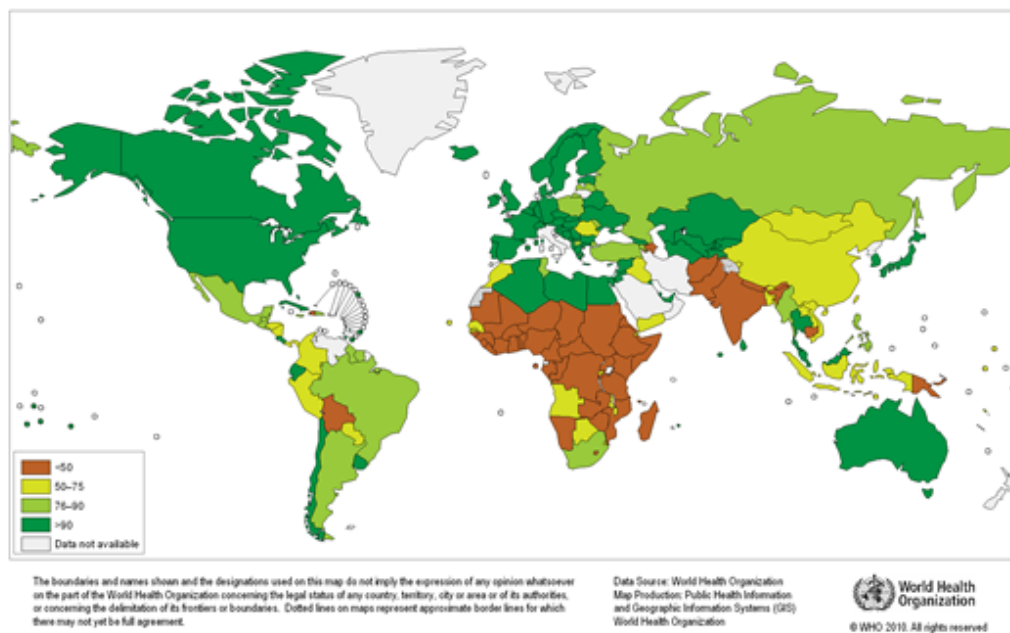 <50
50–75
76–90
>90
Data not available
The boundaries and names shown and the designations used on this map do not imply the expression of any opinion whatsoever
on the part of the World Health Organization concerning the legal status of any country, territory, city or area or of its authorities,
or concerning the delimitation of its frontiers or boundaries. Dotted lines on maps represent approximate border lines for which
there may not yet be full agreement.
Data Source: World Health Organization
Map Production: Public Health Information
and Geographic Information Systems (GIS)
World Health Organization
World Health
Organization
© WHO 2010. All rights reserved